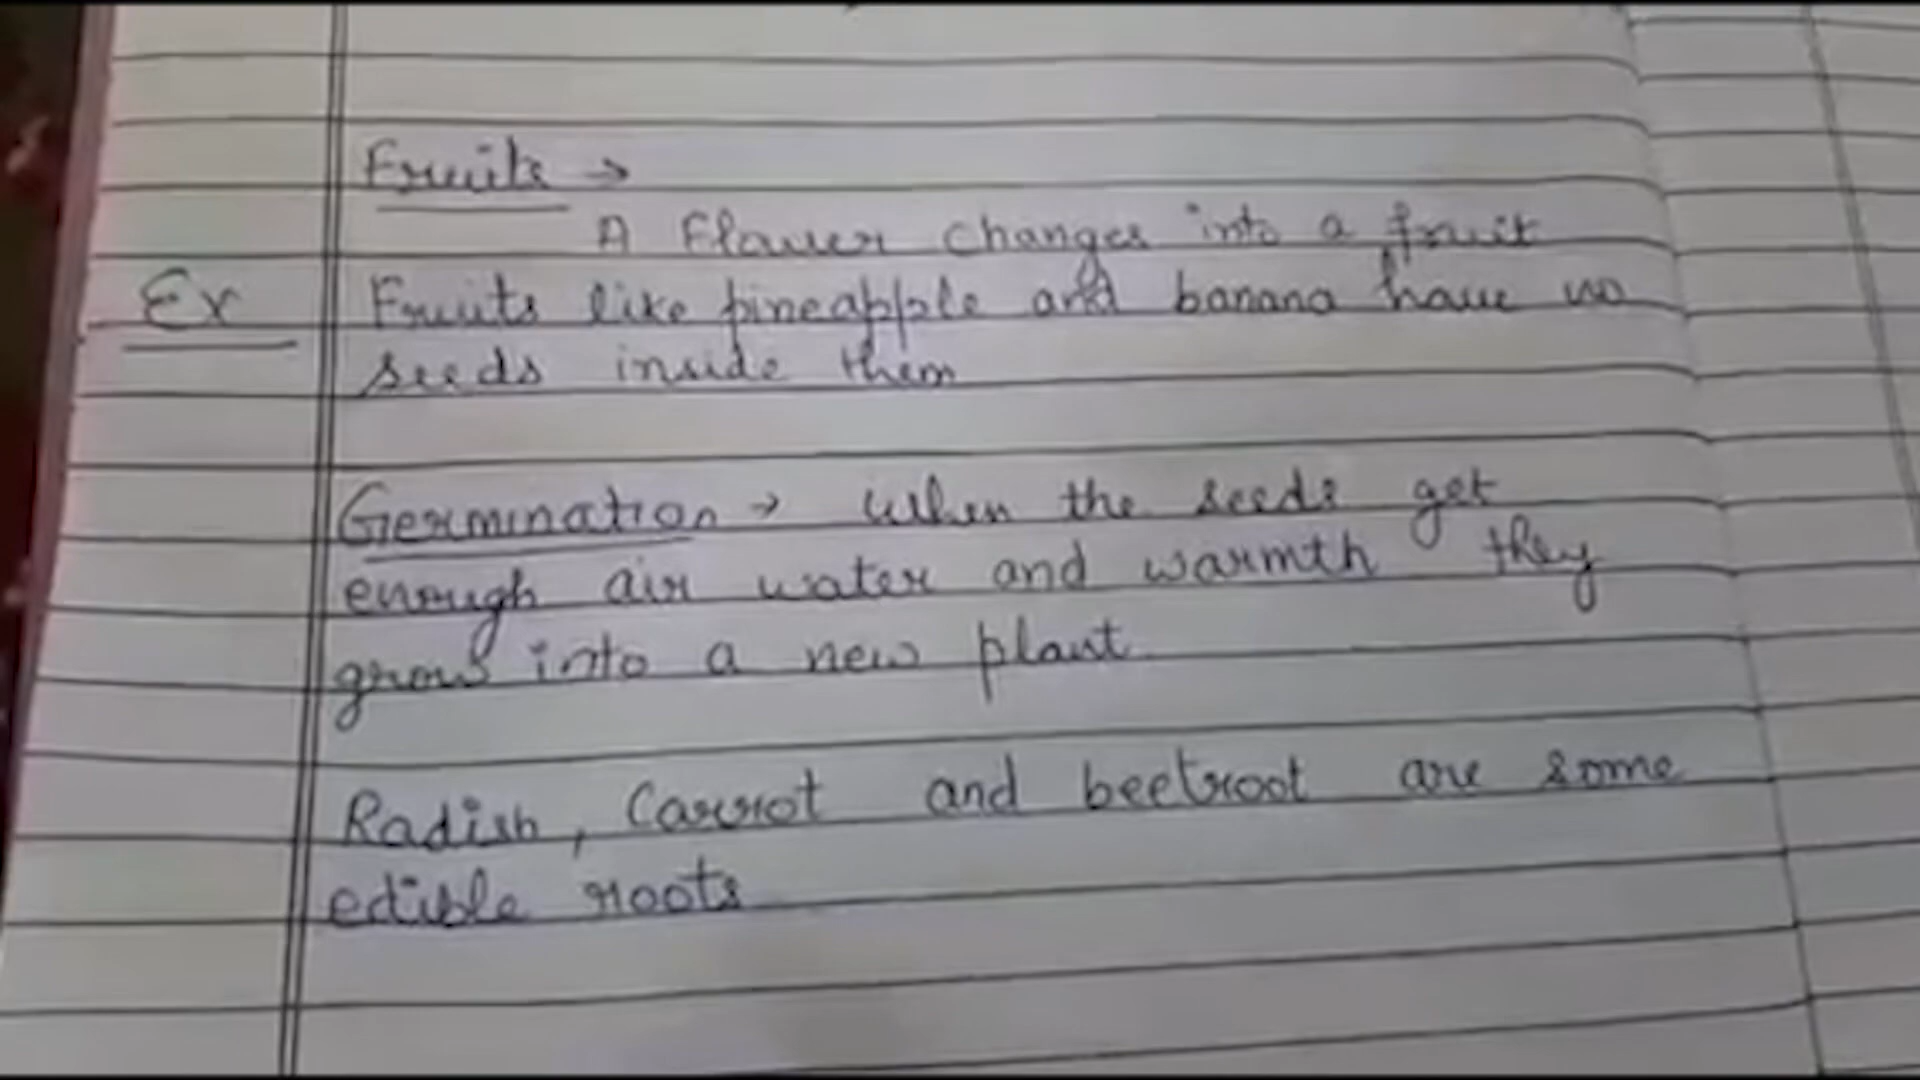 Fruits →
A Flower changes into a fruit
Ex Fruits like pineapple and banana have no
seeds inside them
Germination → When the seeds get
enough air water and warmth they
grow into a new plant
Radish, Carrot and beetroot are some
edible roots